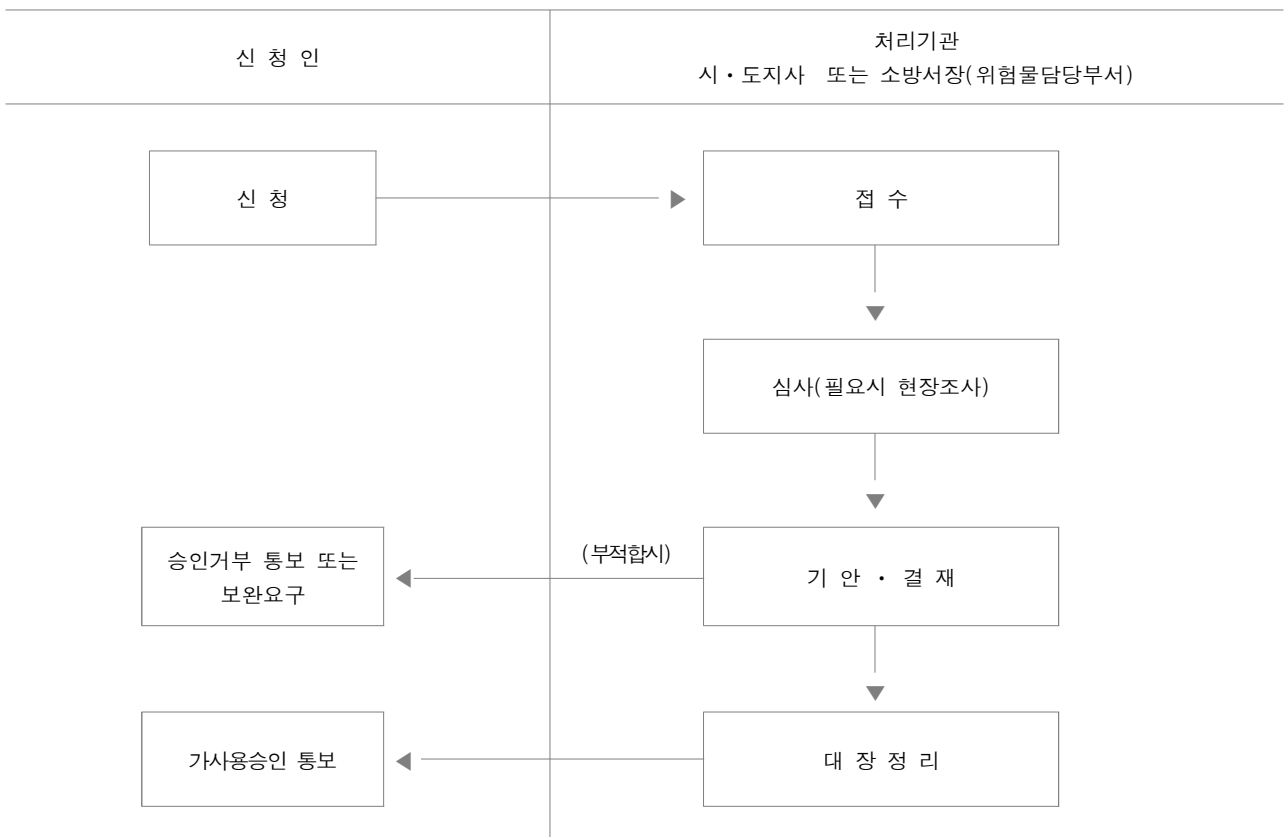 신 청 인
처리기관
시・도지사 또는 소방서장(위험물담당부서)
신 청
접 수
심사(필요시 현장조사)
승인거부 통보 또는
보완요구
(부적합시)
기 안 · 결 재
가사용승인 통보
대 장 정 리